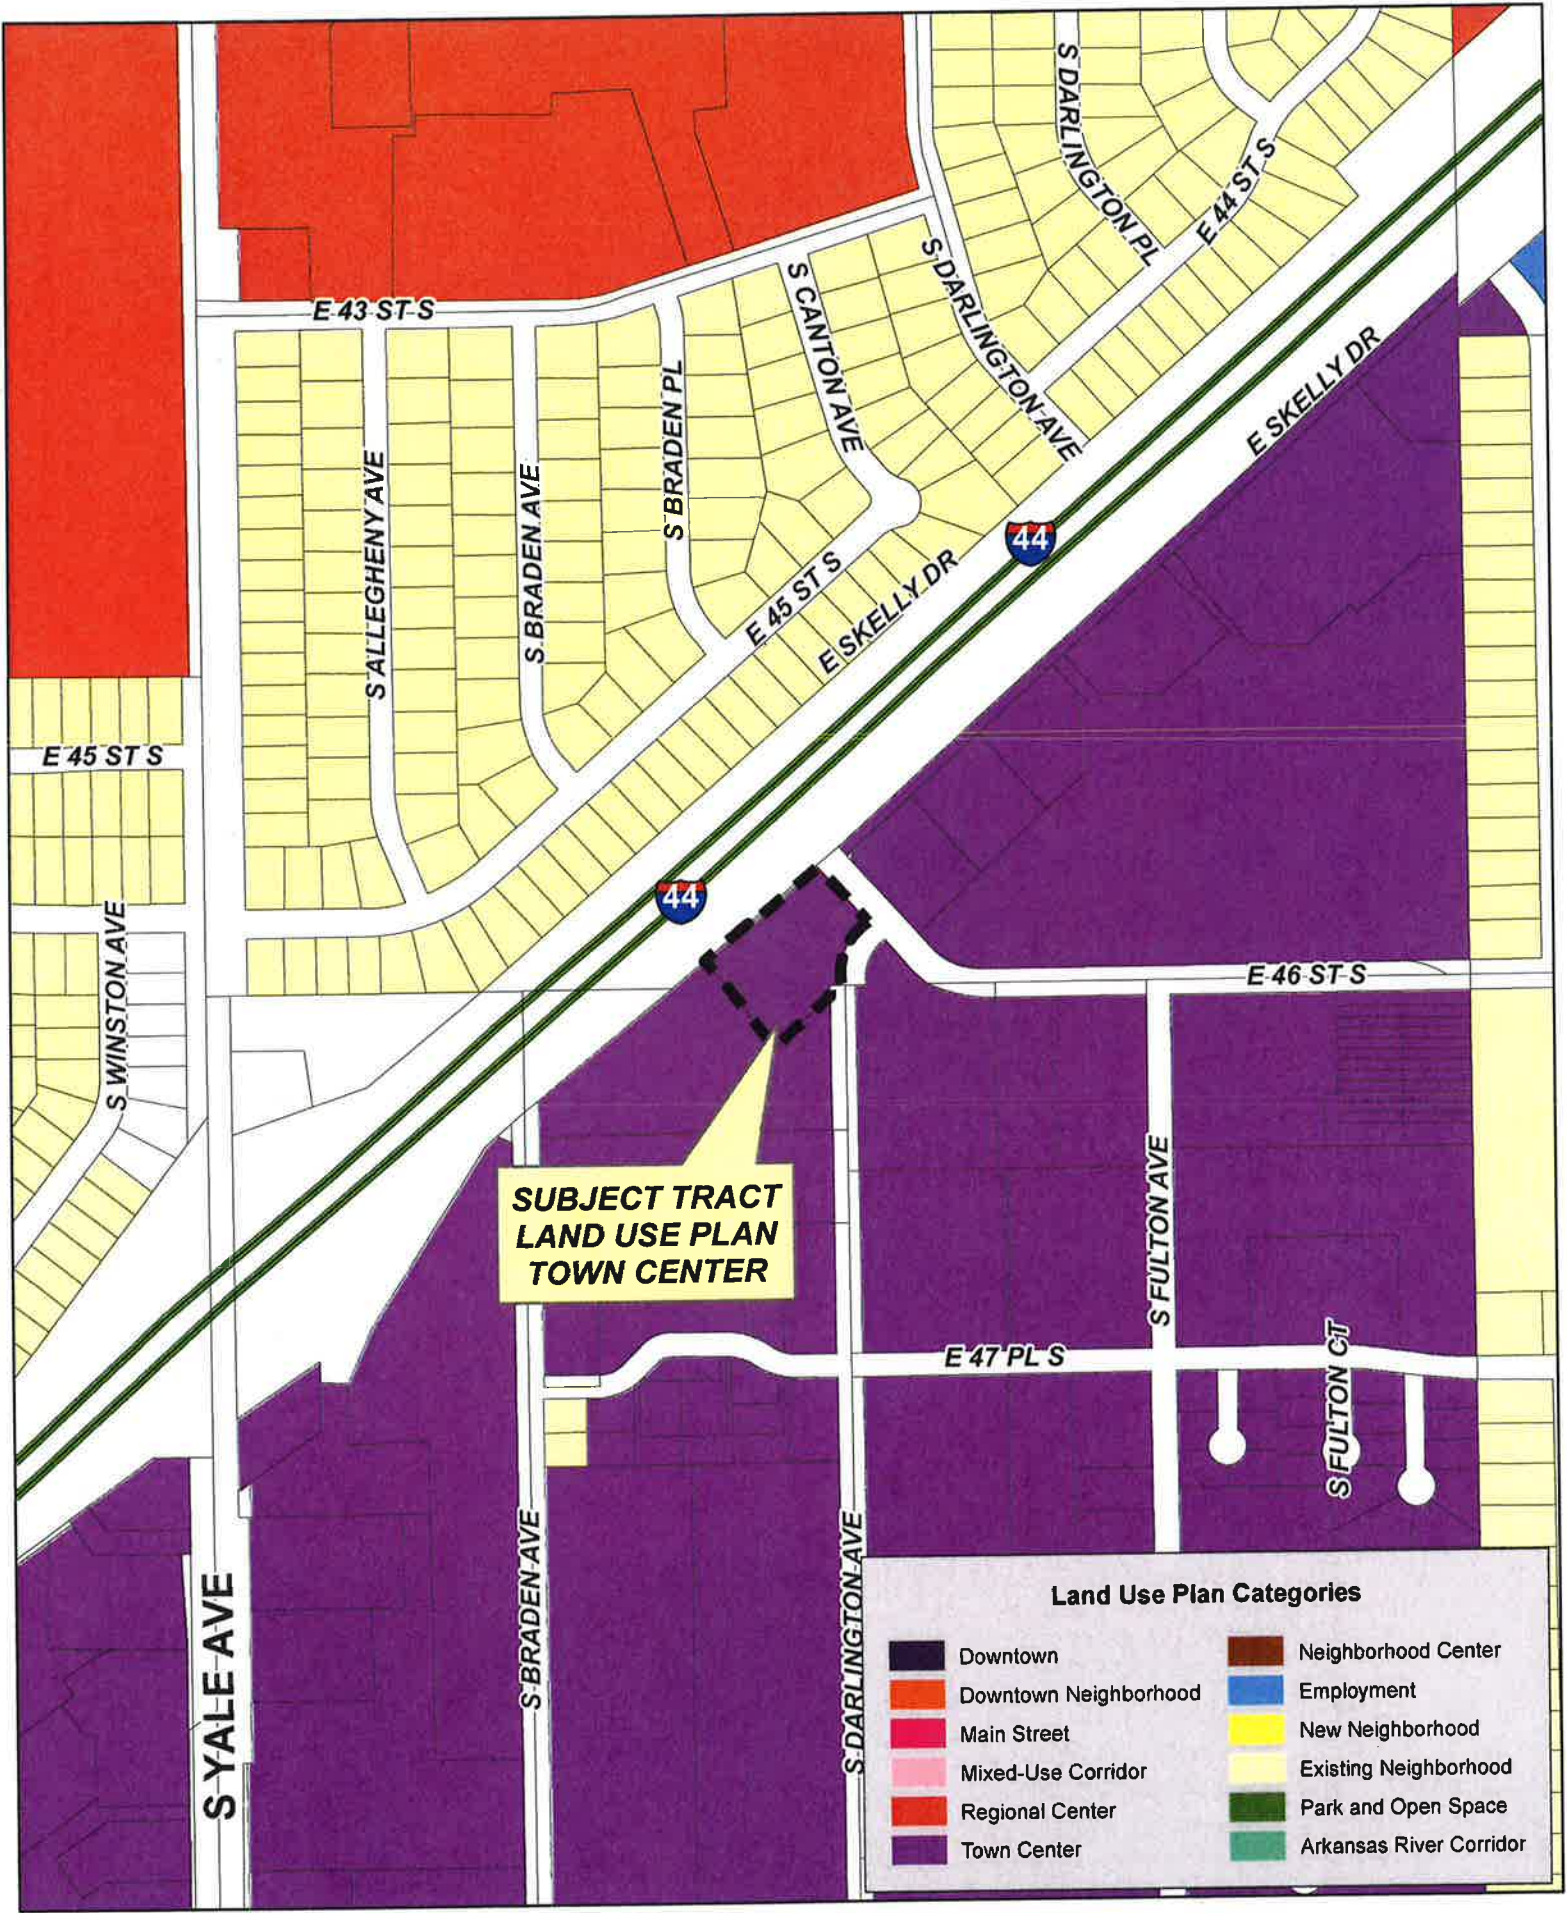 S DARLINGTON PL
E 44 ST S
E 43 ST S
S CANTON AVE
S DARLINGTON AVE
E SKELLY DR
S BRADEN PL
S ALLEGHENY AVE
S BRADEN AVE
44
E 45 ST S
E SKELLY DR
E 45 ST S
44
S WINSTON AVE
E 46 ST S
SUBJECT TRACT
LAND USE PLAN
TOWN CENTER
S FULTON AVE
E 47 PL S
S FULTON CT
S YALE AVE
S BRADEN AVE
S DARLINGTON AVE
Land Use Plan Categories
Downtown
Downtown Neighborhood
Main Street
Mixed-Use Corridor
Regional Center
Town Center
Neighborhood Center
Employment
New Neighborhood
Existing Neighborhood
Park and Open Space
Arkansas River Corridor